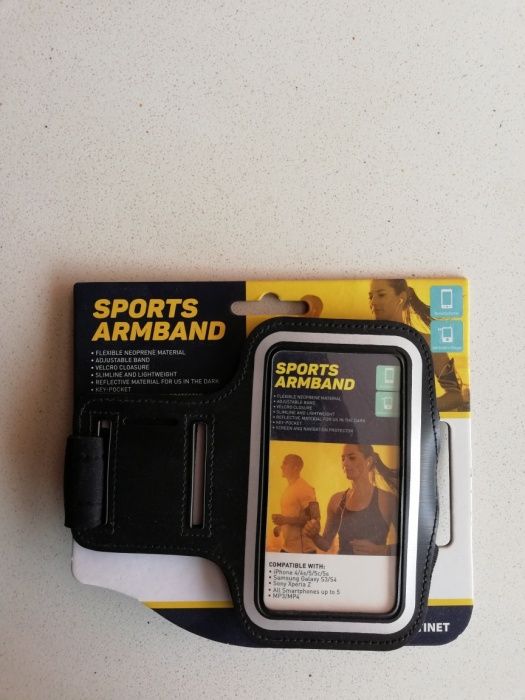 SPORTS
ARMBAND
• FLEXIBLE NEOPRENE MATERIAL
• ADJUSTABLE BAND
• VELCRO CLOASURE
• SLIMLINE AND LIGHTWEIGHT
• REFLECTIVE MATERIAL FOR US IN THE DARK
• KEY-POCKET
SPORTS
ARMBAND
• FLEXIBLE NEOPRENE MATERIAL
• ADJUSTABLE BAND
• VELCRO CLOSURE
• SLIMLINE AND LIGHTWEIGHT
• REFLECTIVE MATERIAL FOR US IN THE DARK
• KEY-POCKET
• SCREEN AND NAVIGATION PROTECTOR
COMPATIBLE WITH:
• iPhone 4/4s/5/5c/5s
• Samsung Galaxy S3/S4
• Sony Xperia Z
• All Smartphones up to 5
• MP3/MP4
INET